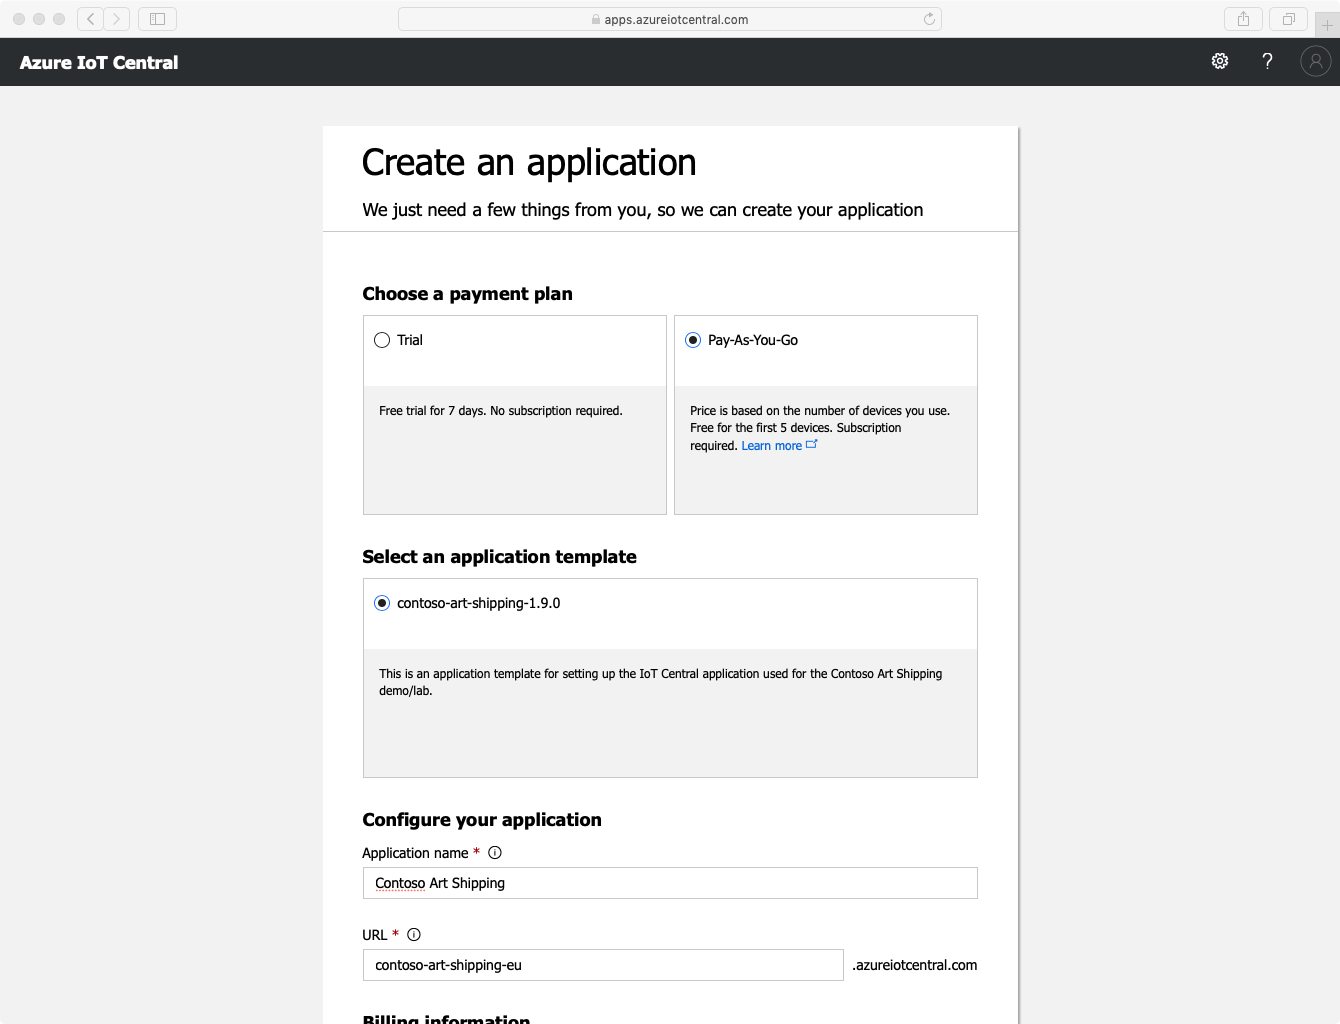 apps.azureiotcentral.com
Azure IoT Central
?
Create an application
We just need a few things from you, so we can create your application
Choose a payment plan
Trial
Free trial for 7 days. No subscription required.
Pay-As-You-Go
Price is based on the number of devices you use.
Free for the first 5 devices. Subscription
required. Learn more
Select an application template
contoso-art-shipping-1.9.0
This is an application template for setting up the IoT Central application used for the Contoso Art Shipping
demo/lab.
Configure your application
Application name *
Contoso Art Shipping
URL *
contoso-art-shipping-eu .azureiotcentral.com
Billing information